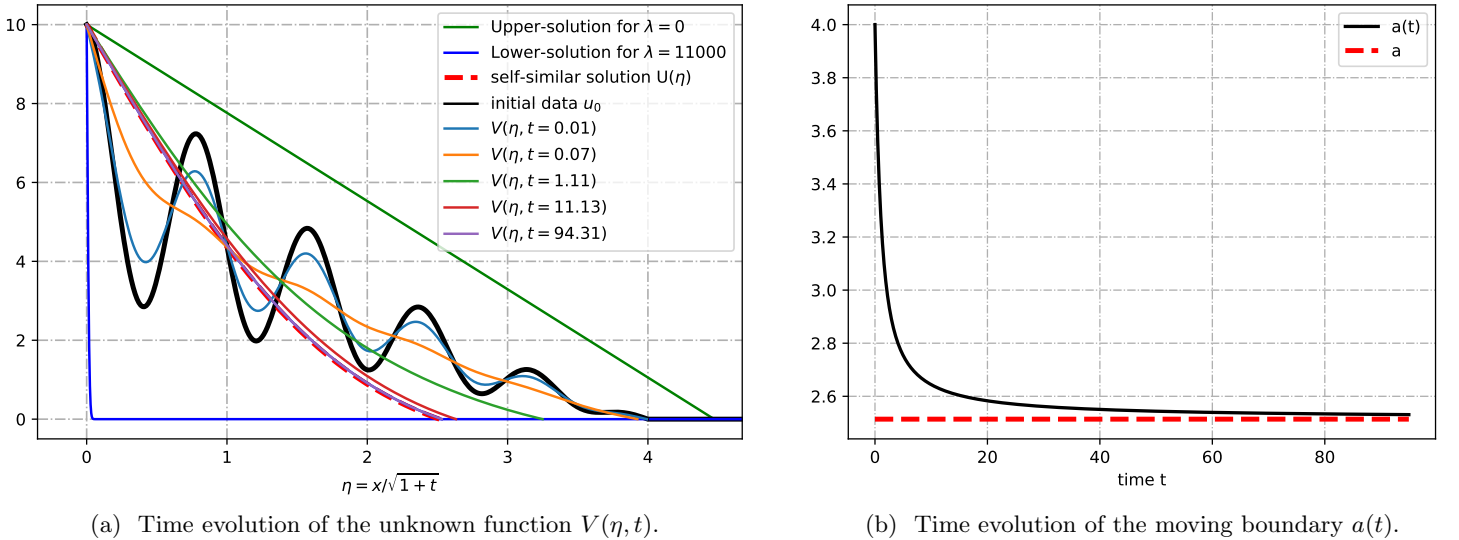 10
8
6
4
2
0
0
1
2
3
4
η = x/√1 + t
Upper-solution for λ = 0
Lower-solution for λ = 11000
self-similar solution U(η)
initial data u₀
V(η, t = 0.01)
V(η, t = 0.07)
V(η, t = 1.11)
V(η, t = 11.13)
V(η, t = 94.31)
(a) Time evolution of the unknown function V(η, t).
4.0
3.8
3.6
3.4
3.2
3.0
2.8
2.6
0
20
40
60
80
time t
a(t)
a
(b) Time evolution of the moving boundary a(t).